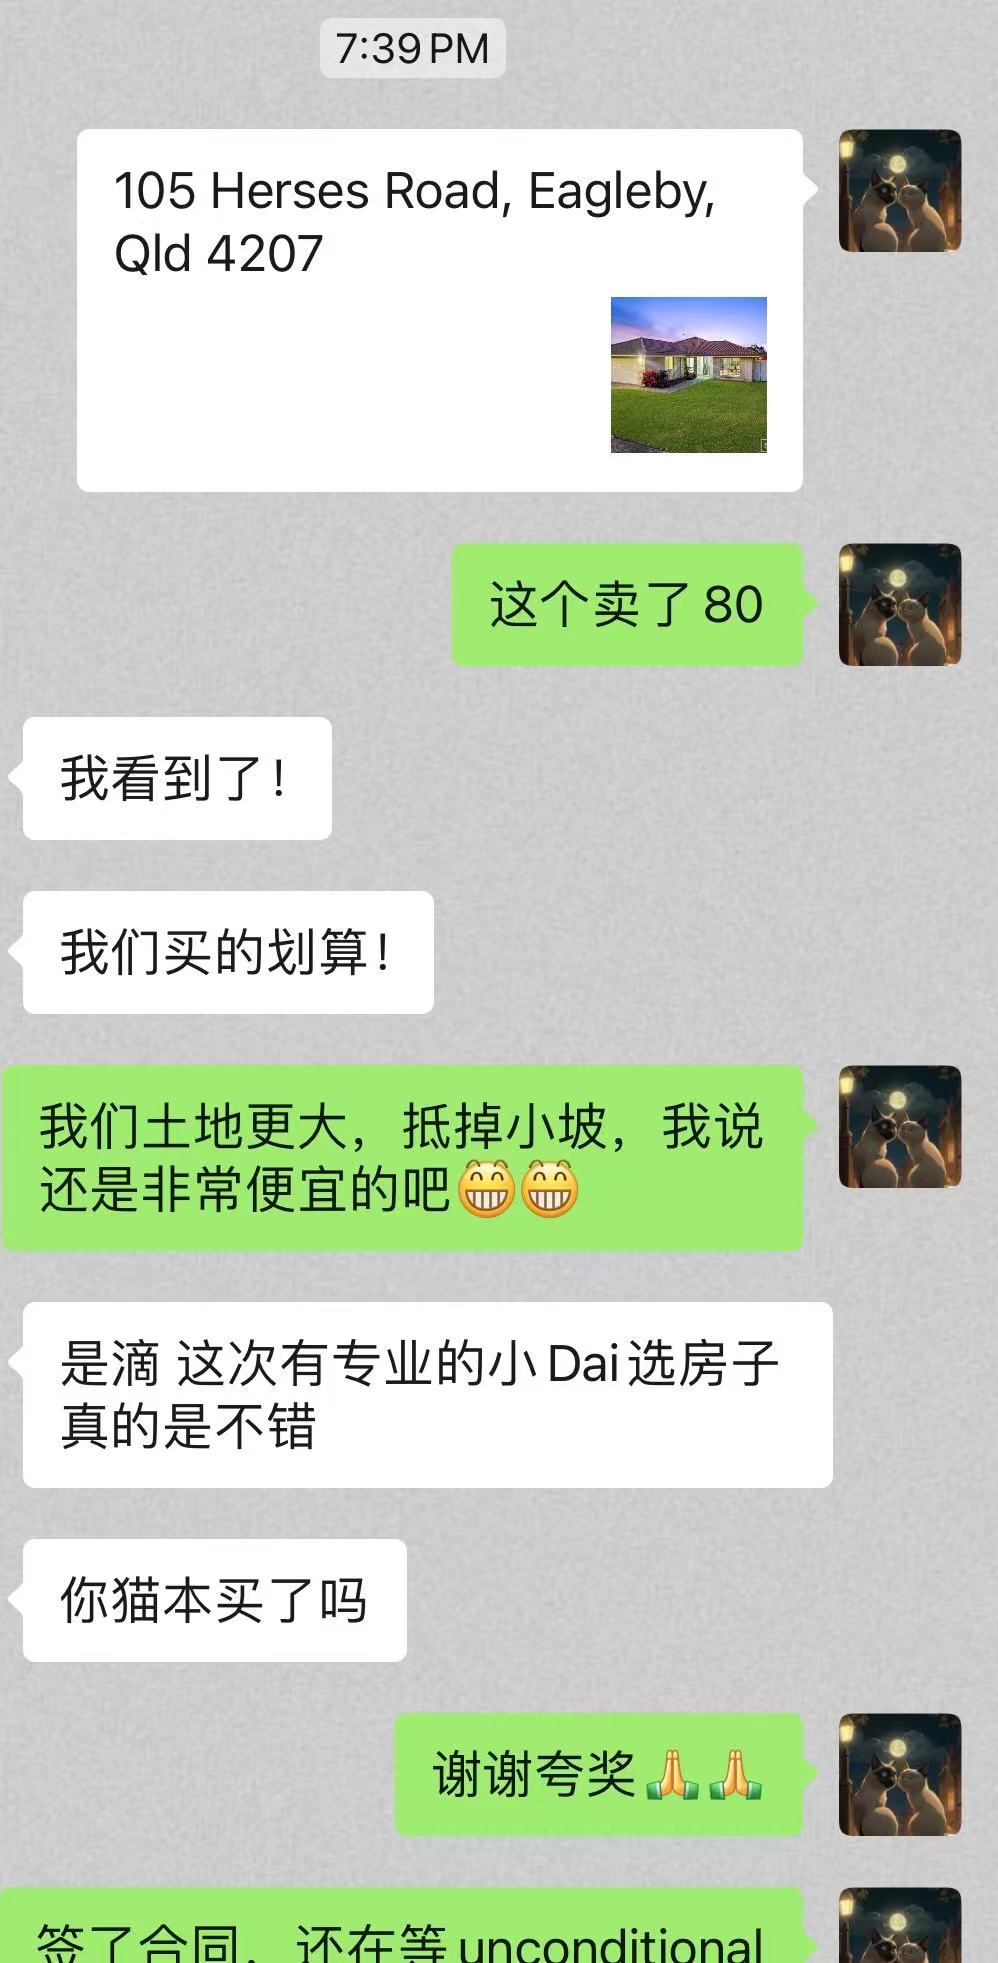 7:39 PM
105 Herses Road, Eagleby,
Qld 4207
这个卖了 80
我看到了！
我们买的划算！
我们土地更大，抵掉小坡，我说
还是非常便宜的吧😁😁
是滴 这次有专业的小 Dai 选房子
真的是不错
你猫本买了吗
谢谢夸奖🙏🙏
签了合同，还在等 unconditional